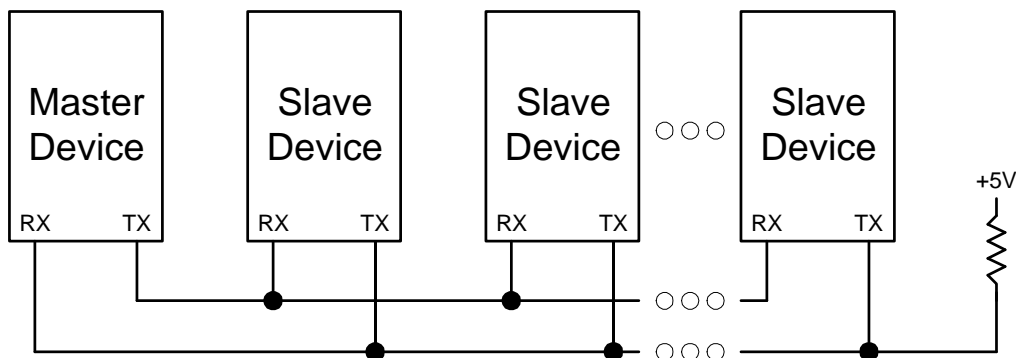 Master
Device
Slave
Device
Slave
Device
Slave
Device
+5V
RX TX
RX TX
RX TX
RX TX